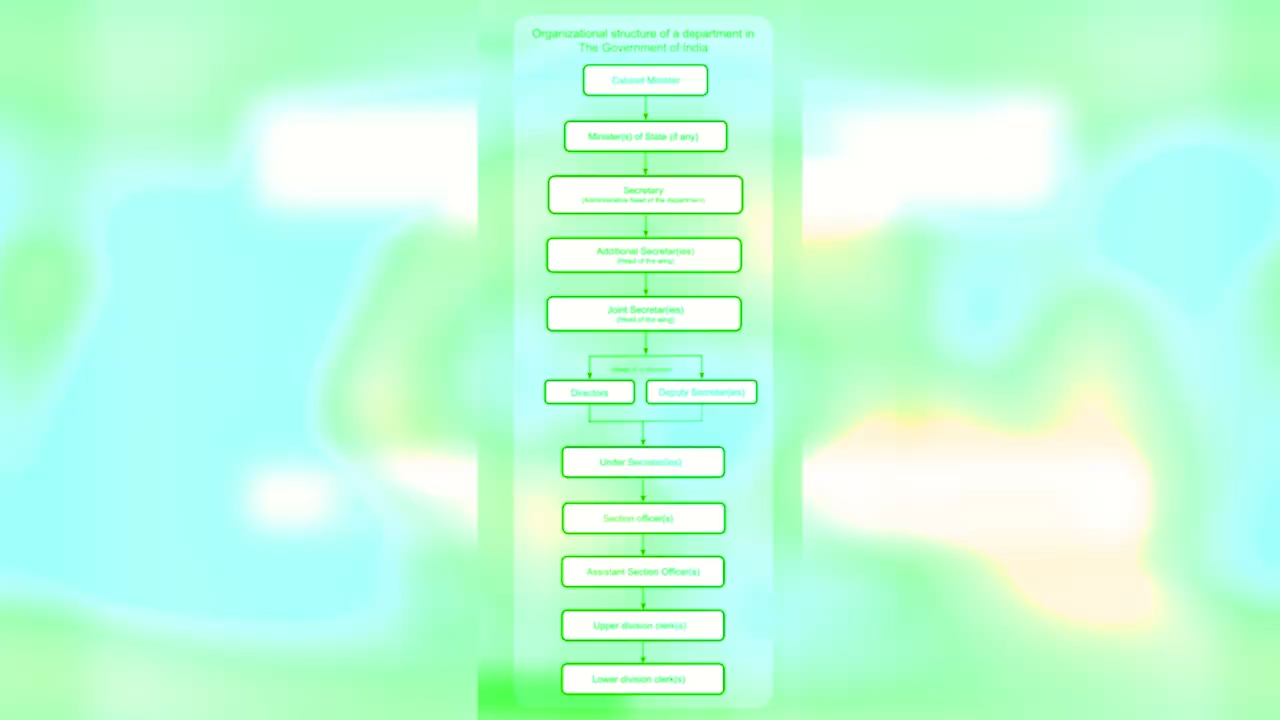 Organizational structure of a department in
The Government of India
Cabinet Minister
Minister(s) of State (if any)
Secretary
(Administrative head of the department)
Additional Secretar(ies)
(Head of the wing)
Joint Secretar(ies)
(Head of the wing)
Directors
Deputy Secretar(ies)
Under Secretar(ies)
Section officer(s)
Assistant Section Officer(s)
Upper division clerk(s)
Lower division clerk(s)